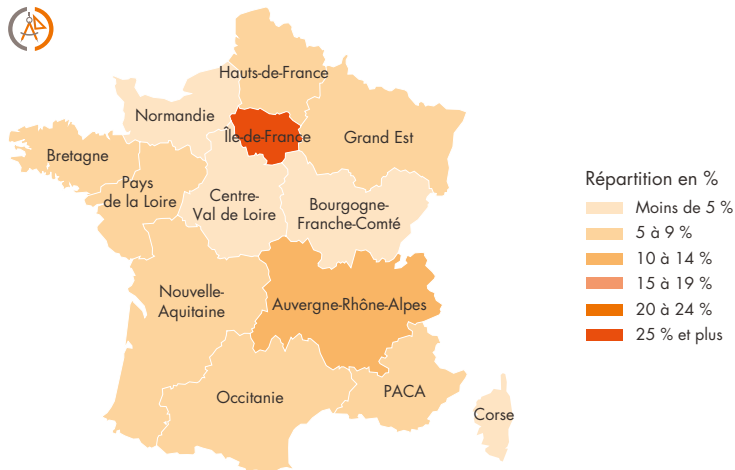 Hauts-de-France
Normandie
Île-de-France
Grand Est
Bretagne
Pays
de la Loire
Centre-
Val de Loire
Bourgogne-
Franche-Comté
Nouvelle-
Aquitaine
Auvergne-Rhône-Alpes
Occitanie
PACA
Corse
Répartition en %
Moins de 5 %
5 à 9 %
10 à 14 %
15 à 19 %
20 à 24 %
25 % et plus